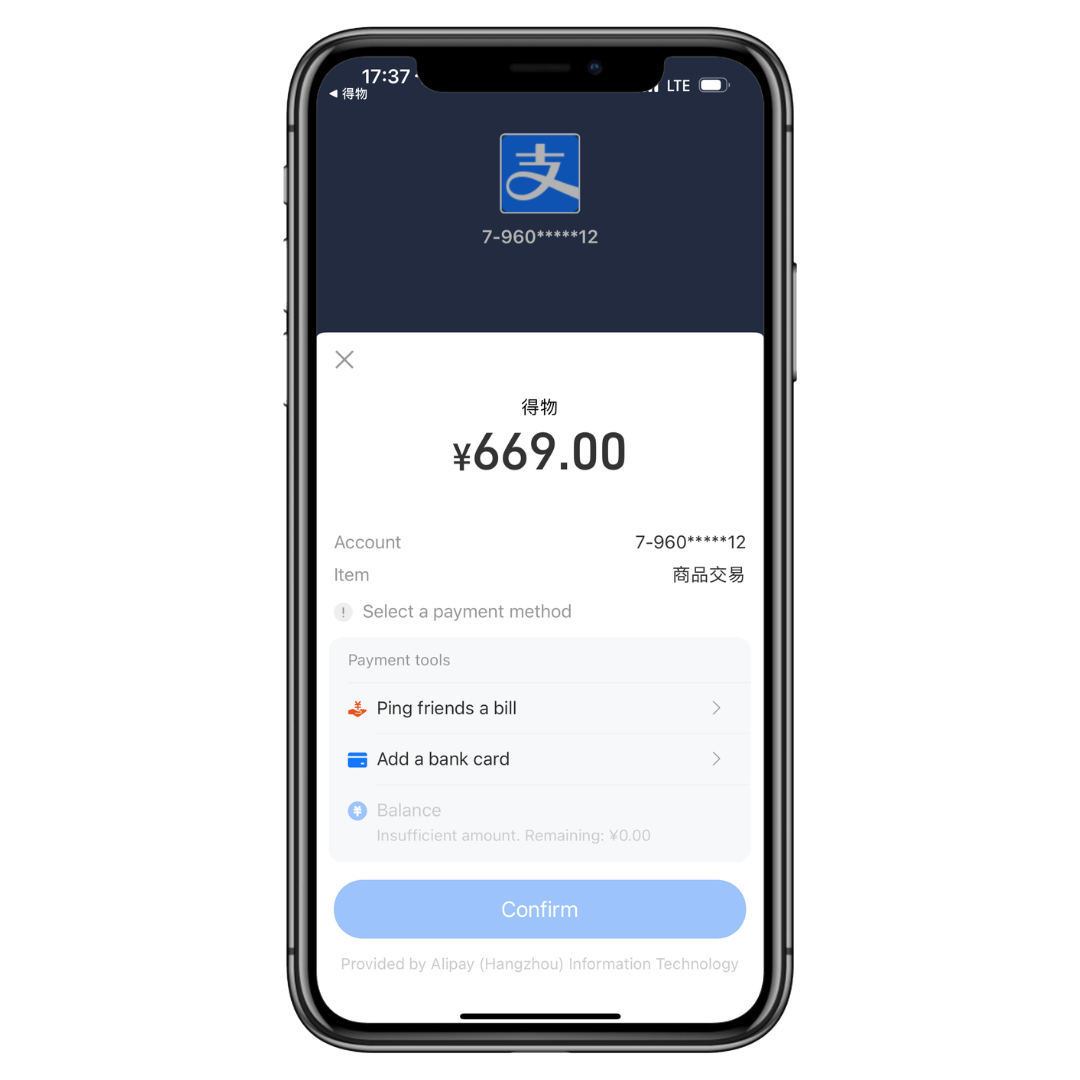 17:37
LTE
◀ 得物
支
7-960*****12
得物
¥669.00
Account 7-960*****12
Item 商品交易
! Select a payment method
Payment tools
Ping friends a bill
Add a bank card
Balance
Insufficient amount. Remaining: ¥0.00
Confirm
Provided by Alipay (Hangzhou) Information Technology